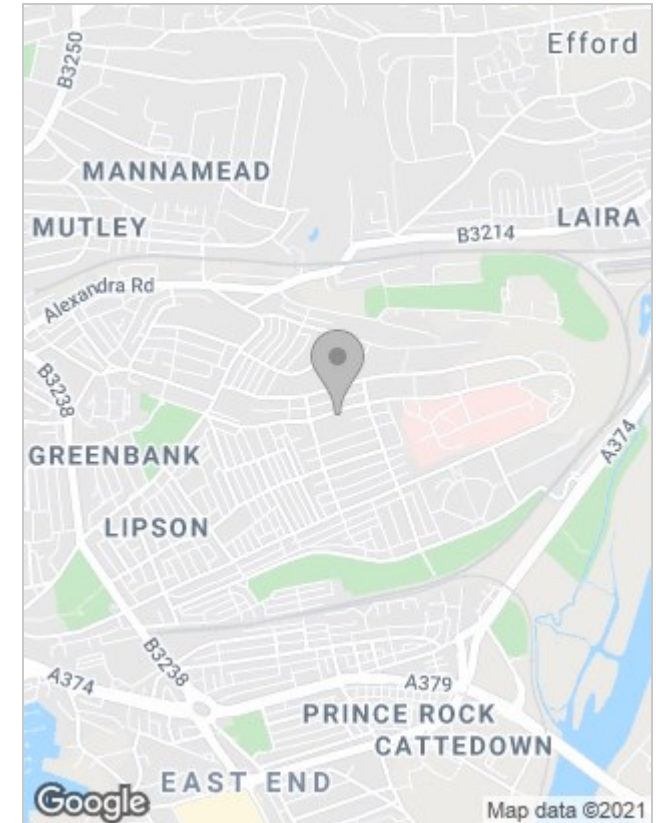 Efford
B3250
MANNAMEAD
MUTLEY
LAIRA
B3214
Alexandra Rd
B3238
A374
GREENBANK
LIPSON
B3238
A374
A379
PRINCE ROCK
CATTEDOWN
EAST END
Google
Map data ©2021